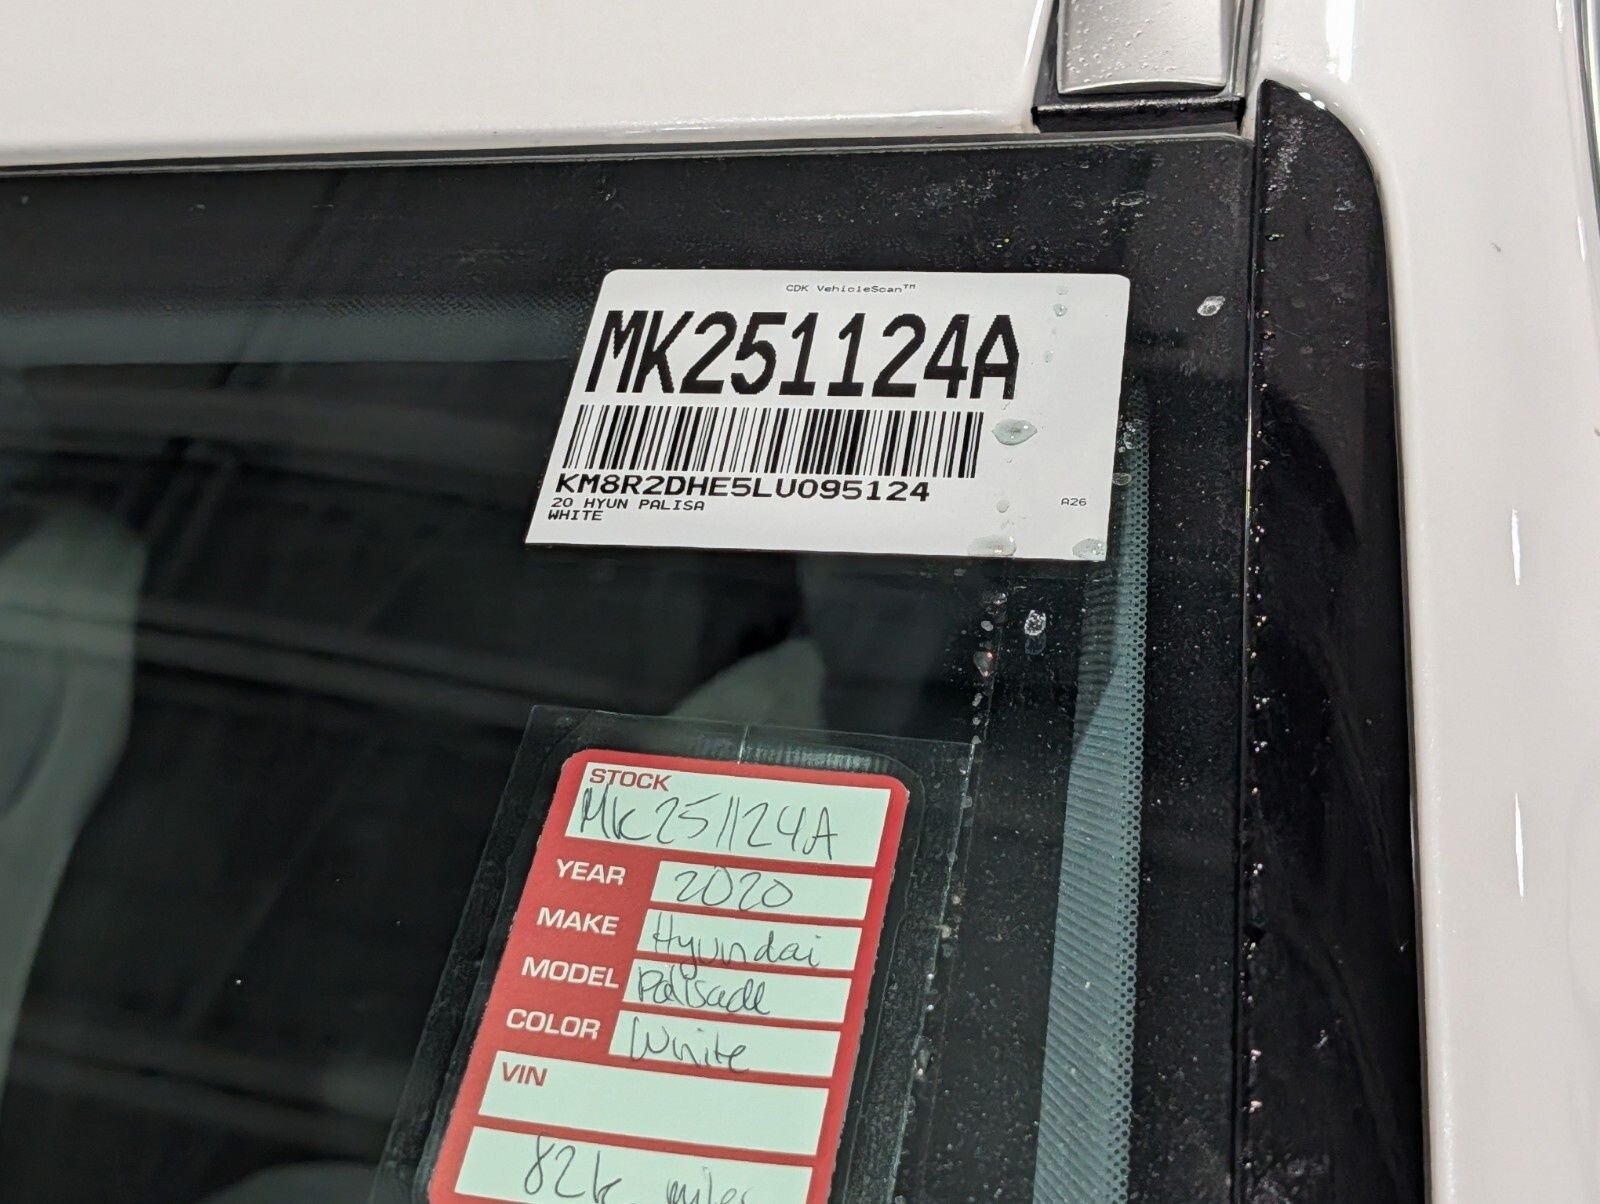 CDK VehicleScan™
MK251124A
KM8R2DHE5LU095124
20 HYUN PALISA
A26
WHITE
STOCK
MK251124A
YEAR 2020
MAKE Hyundai
MODEL Palisade
COLOR White
VIN
82k miles